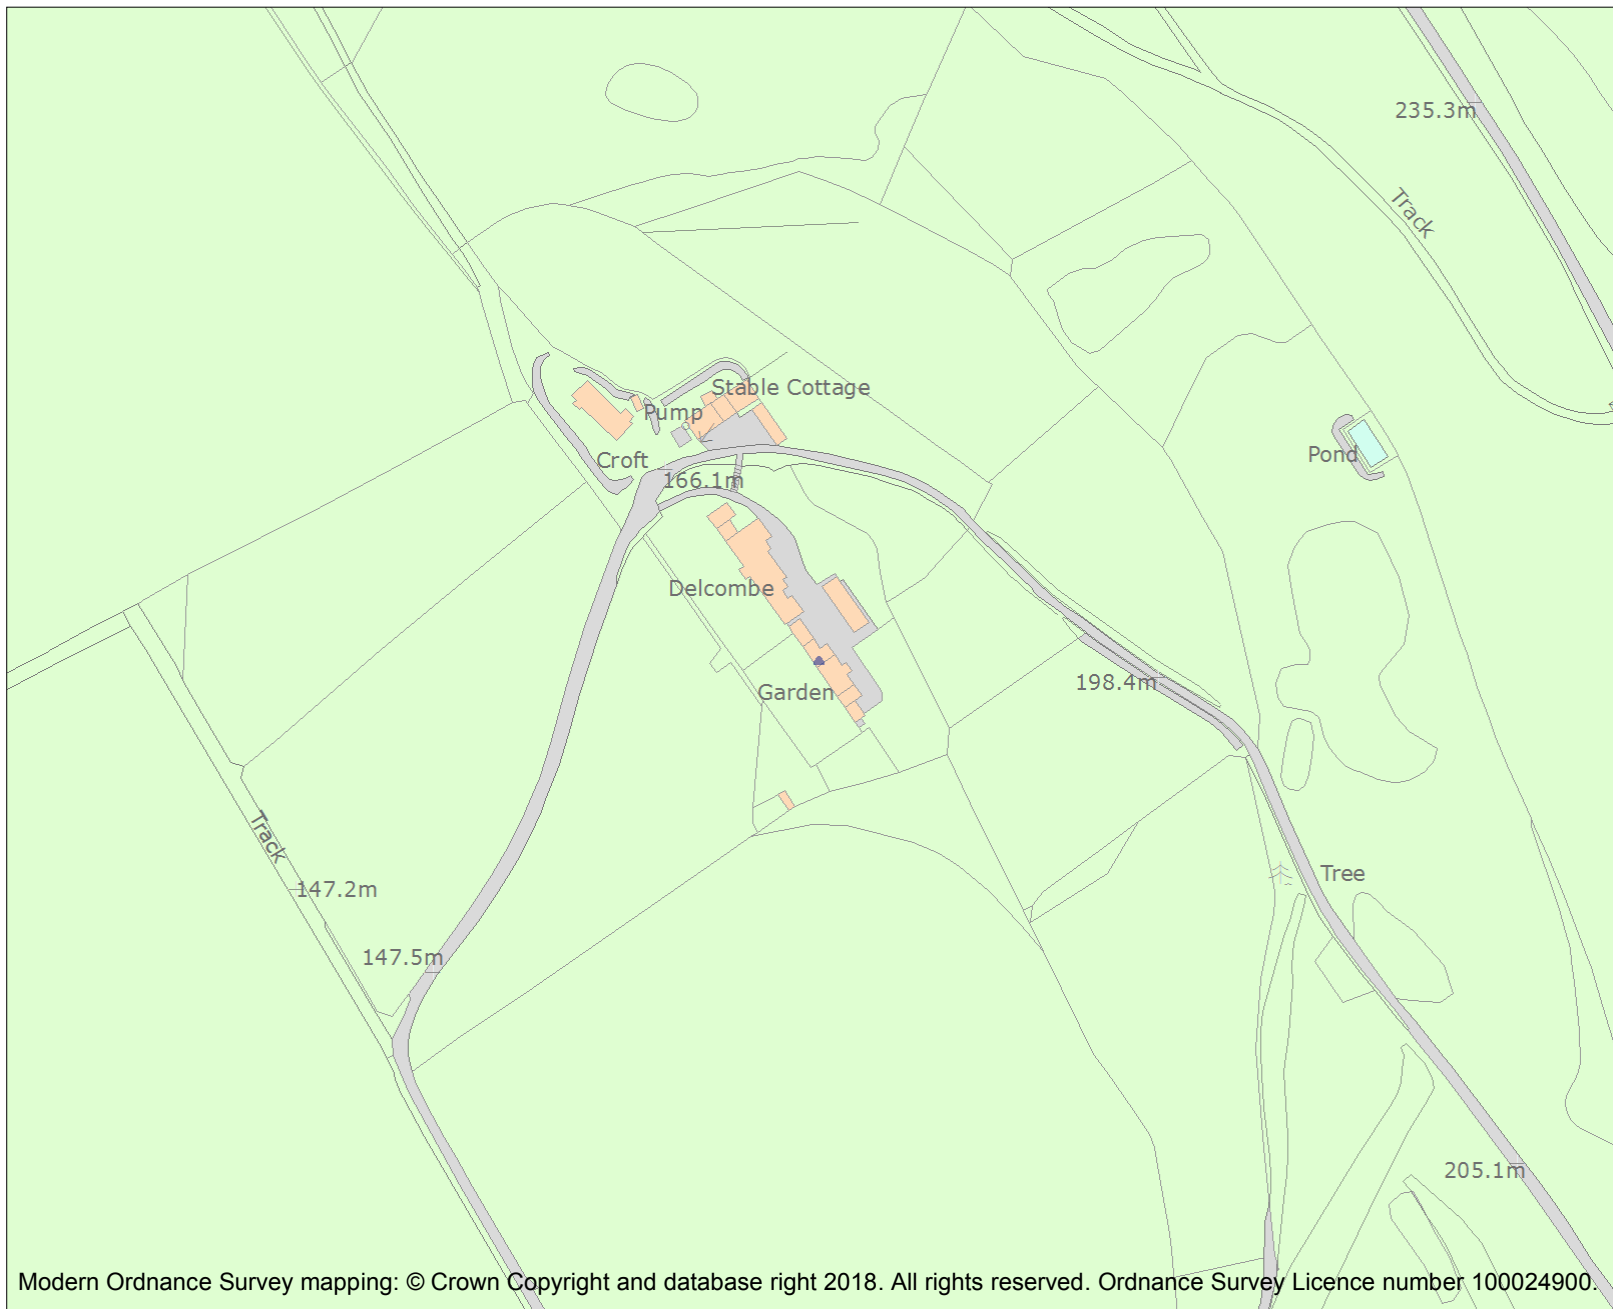 235.3m
Track
Stable Cottage
Pump
Pond
Croft
166.1m
Delcombe
198.4m
Garden
Track
Tree
147.2m
147.5m
205.1m
Modern Ordnance Survey mapping: © Crown Copyright and database right 2018. All rights reserved. Ordnance Survey Licence number 100024900.